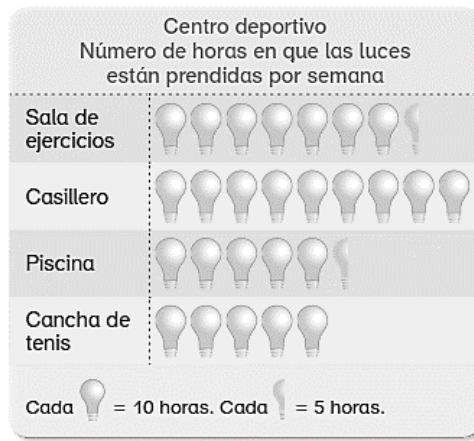 Centro deportivo
Número de horas en que las luces
están prendidas por semana
Sala de
ejercicios
Casillero
Piscina
Cancha de
tenis
Cada = 10 horas. Cada = 5 horas.